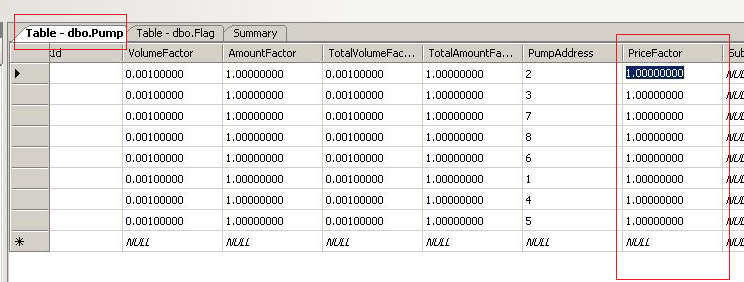 Table - dbo.Pump Table - dbo.Flag Summary
VolumeFactor AmountFactor TotalVolumeFac... TotalAmountFa... PumpAddress PriceFactor
0.00100000 1.00000000 0.00100000 1.00000000 2 1.00000000 NULL
0.00100000 1.00000000 0.00100000 1.00000000 3 1.00000000 NULL
0.00100000 1.00000000 0.00100000 1.00000000 7 1.00000000 NULL
0.00100000 1.00000000 0.00100000 1.00000000 8 1.00000000 NULL
0.00100000 1.00000000 0.00100000 1.00000000 6 1.00000000 NULL
0.00100000 1.00000000 0.00100000 1.00000000 1 1.00000000 NULL
0.00100000 1.00000000 0.00100000 1.00000000 4 1.00000000 NULL
0.00100000 1.00000000 0.00100000 1.00000000 5 1.00000000 NULL
NULL NULL NULL NULL NULL NULL NULL